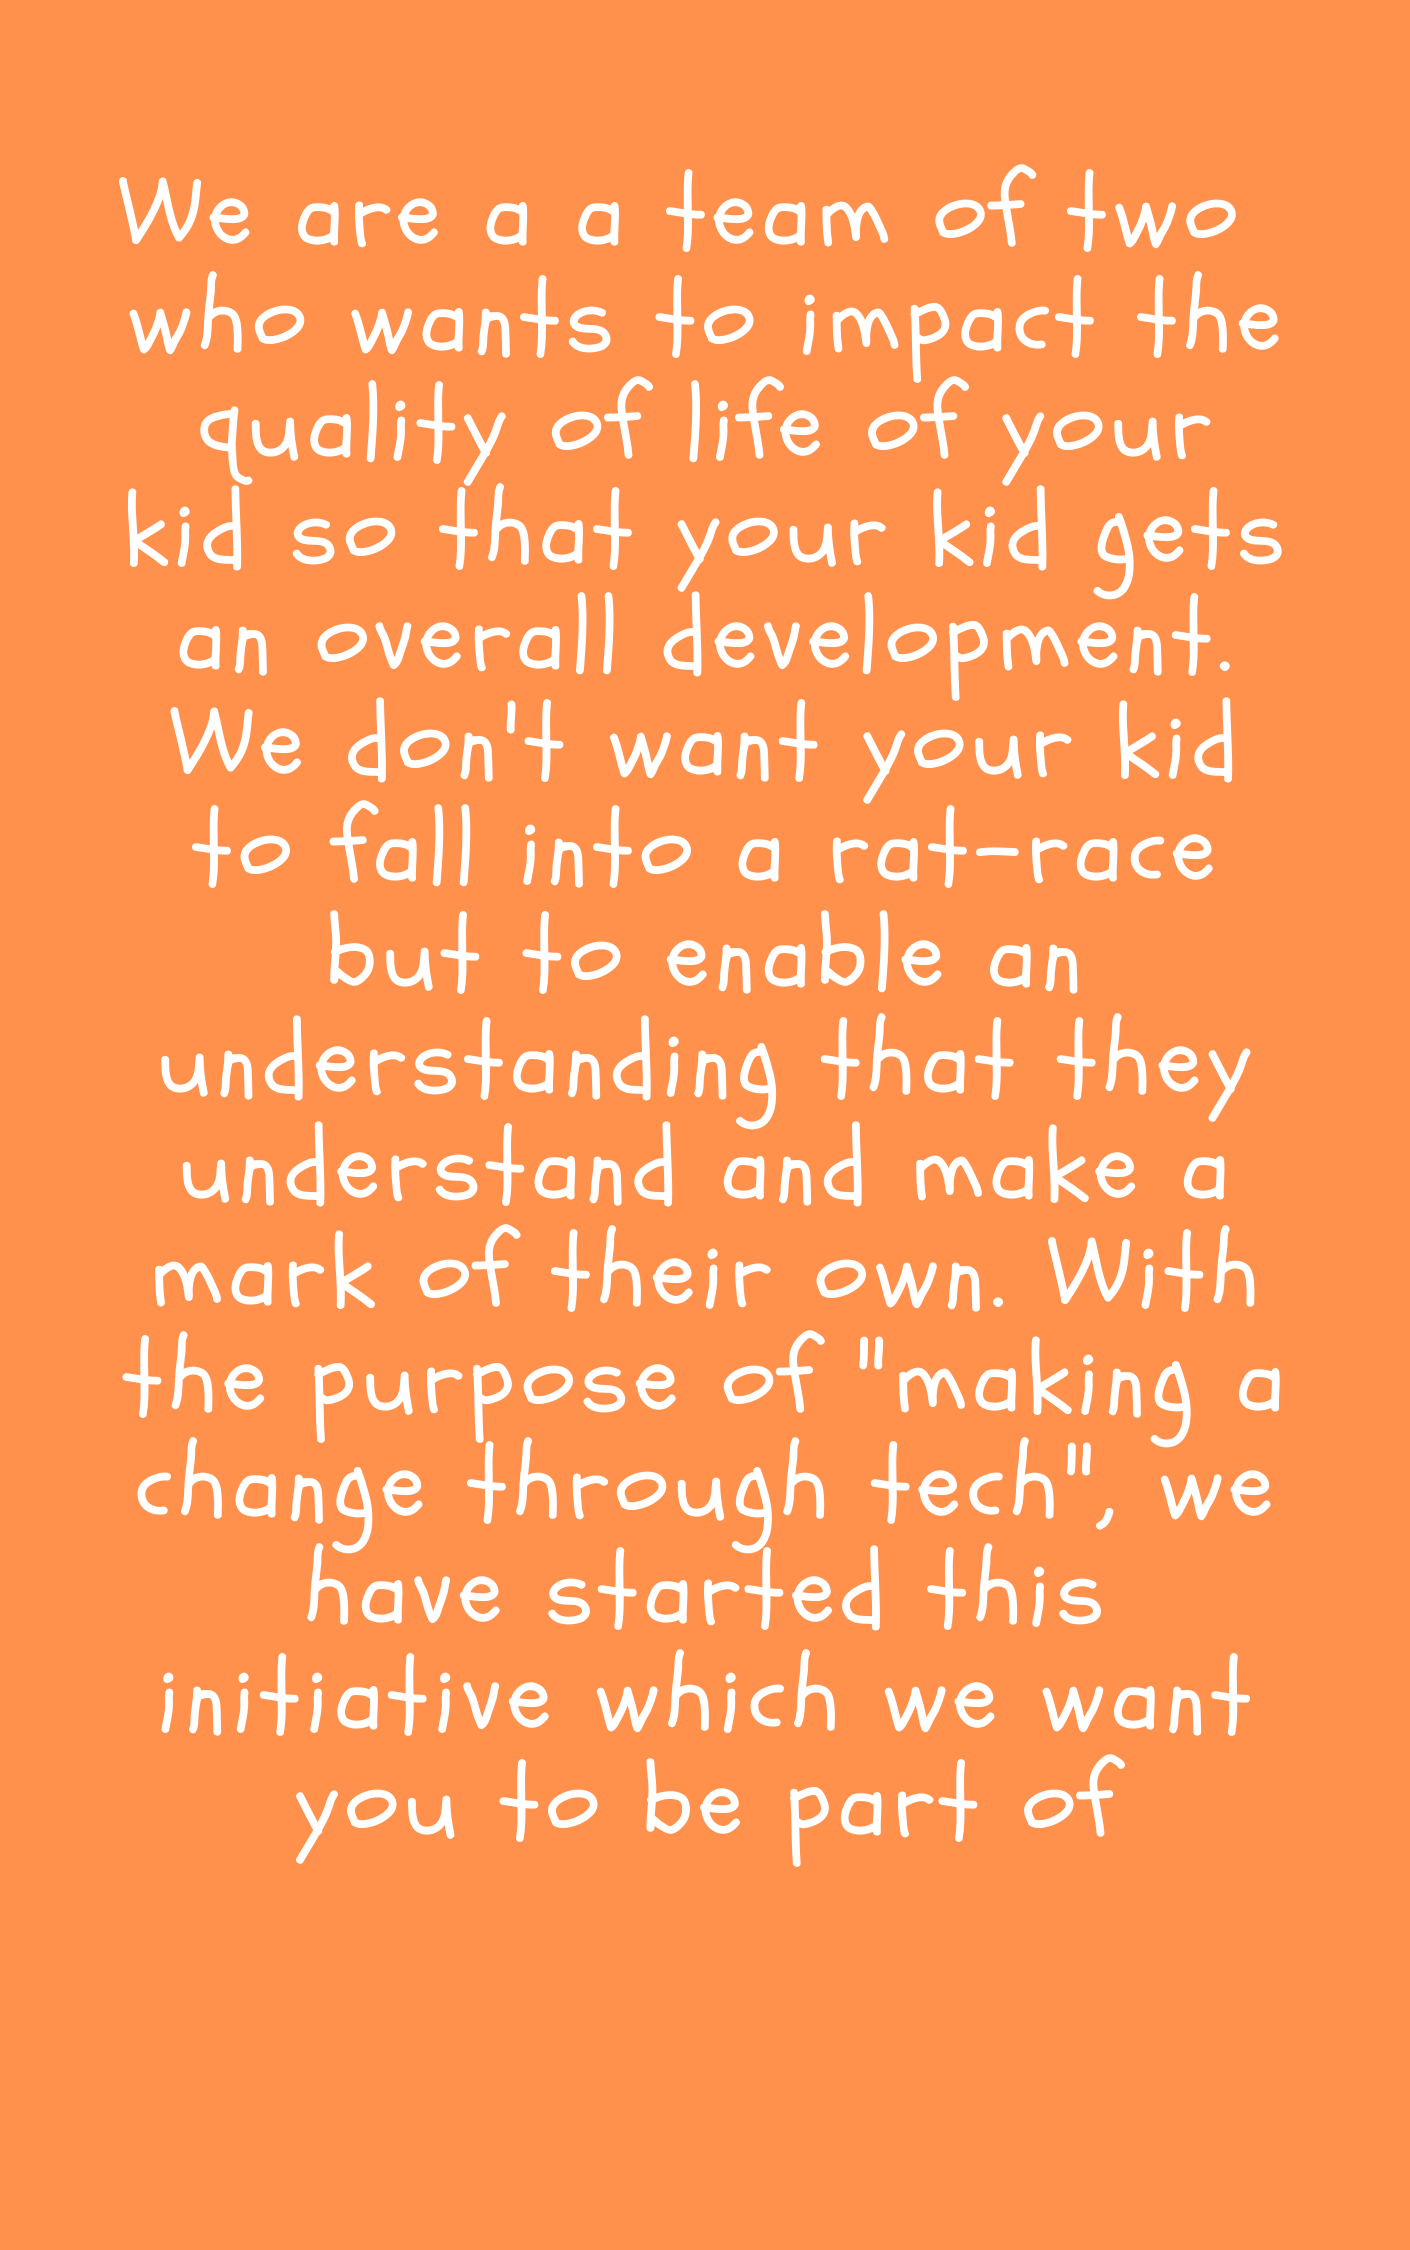 We are a a team of two
who wants to impact the
quality of life of your
kid so that your kid gets
an overall development.
We don't want your kid
to fall into a rat-race
but to enable an
understanding that they
understand and make a
mark of their own. With
the purpose of "making a
change through tech", we
have started this
initiative which we want
you to be part of